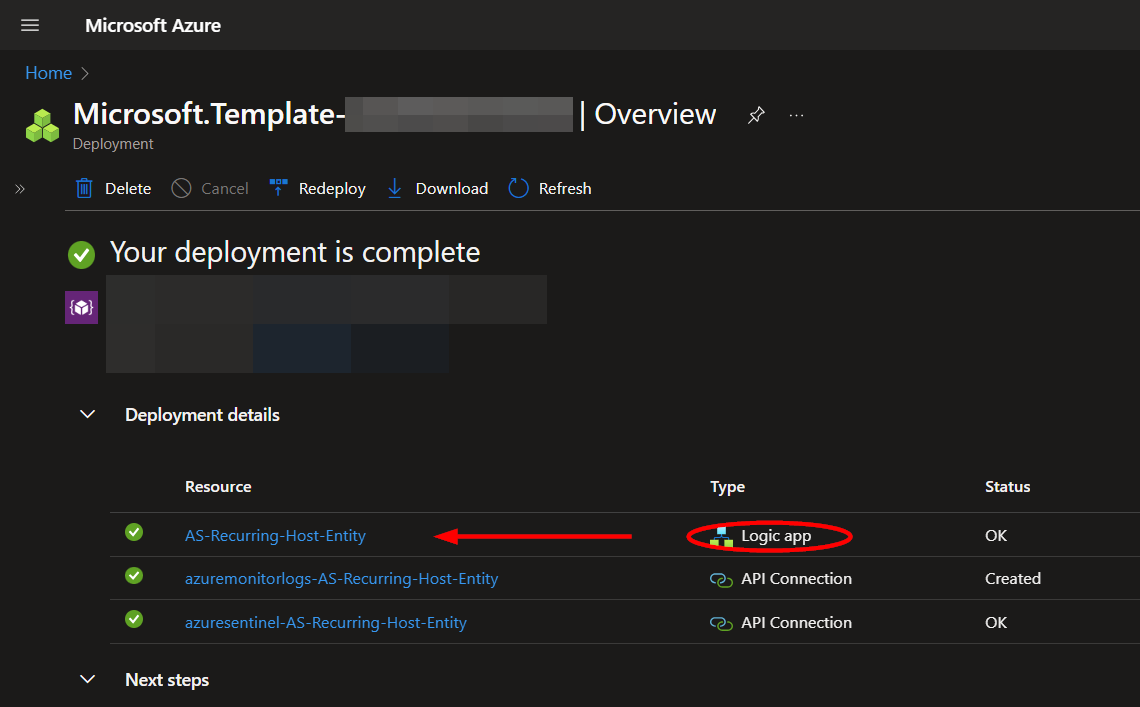 Microsoft Azure
Home
Microsoft.Template- | Overview
Deployment
Delete Cancel Redeploy Download Refresh
Your deployment is complete
Deployment details
Resource Type Status
AS-Recurring-Host-Entity Logic app OK
azuremonitorlogs-AS-Recurring-Host-Entity API Connection Created
azuresentinel-AS-Recurring-Host-Entity API Connection OK
Next steps